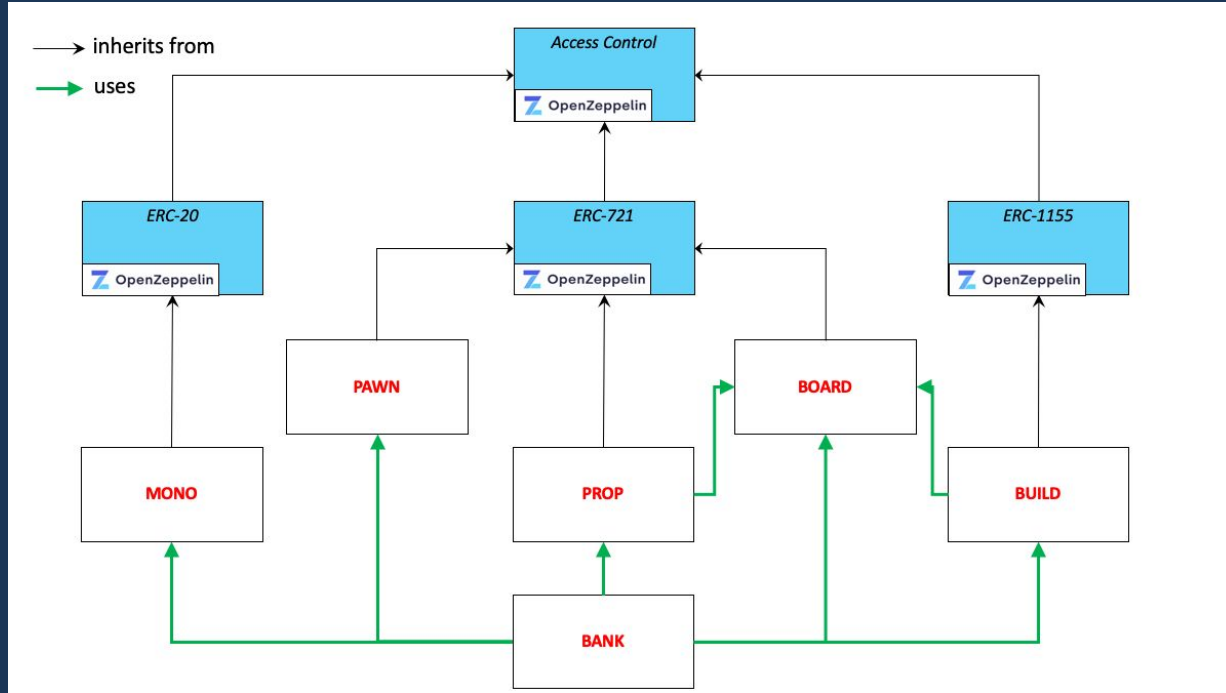 inherits from
uses
Access Control
OpenZeppelin
ERC-20
OpenZeppelin
ERC-721
OpenZeppelin
ERC-1155
OpenZeppelin
PAWN
BOARD
MONO
PROP
BUILD
BANK